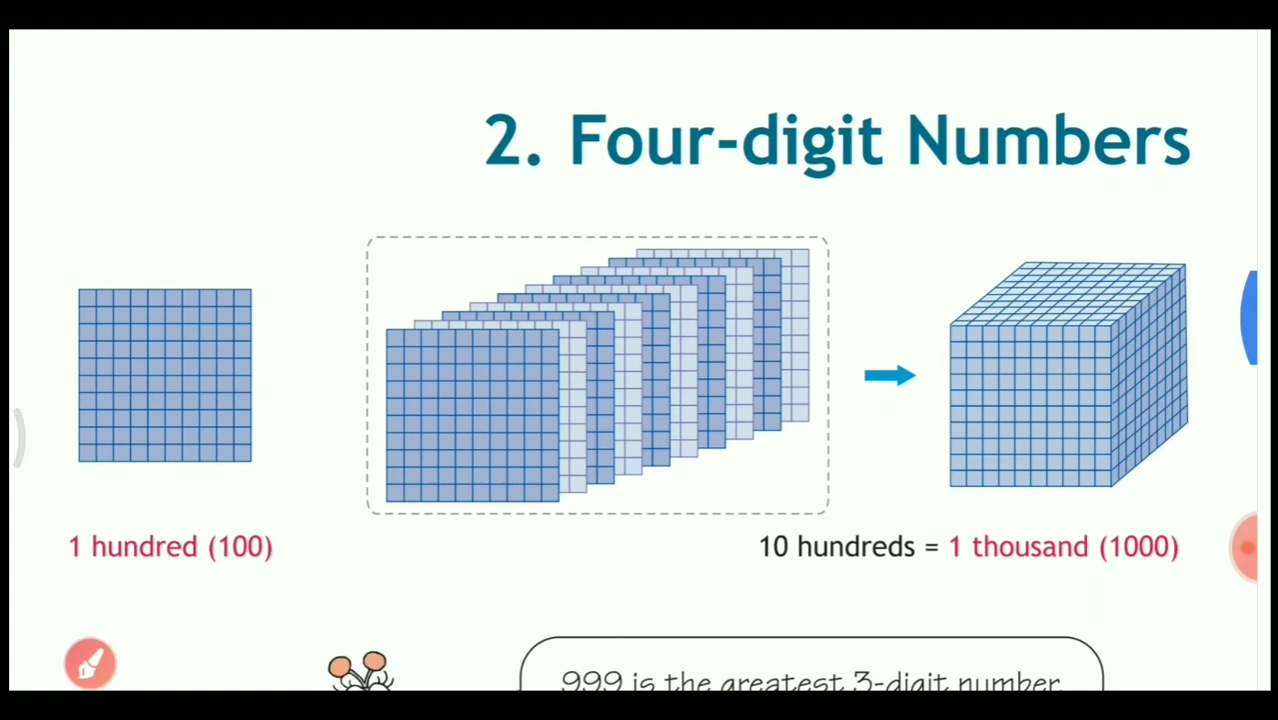 2. Four-digit Numbers
1 hundred (100)
10 hundreds = 1 thousand (1000)
999 is the greatest 3-digit number.